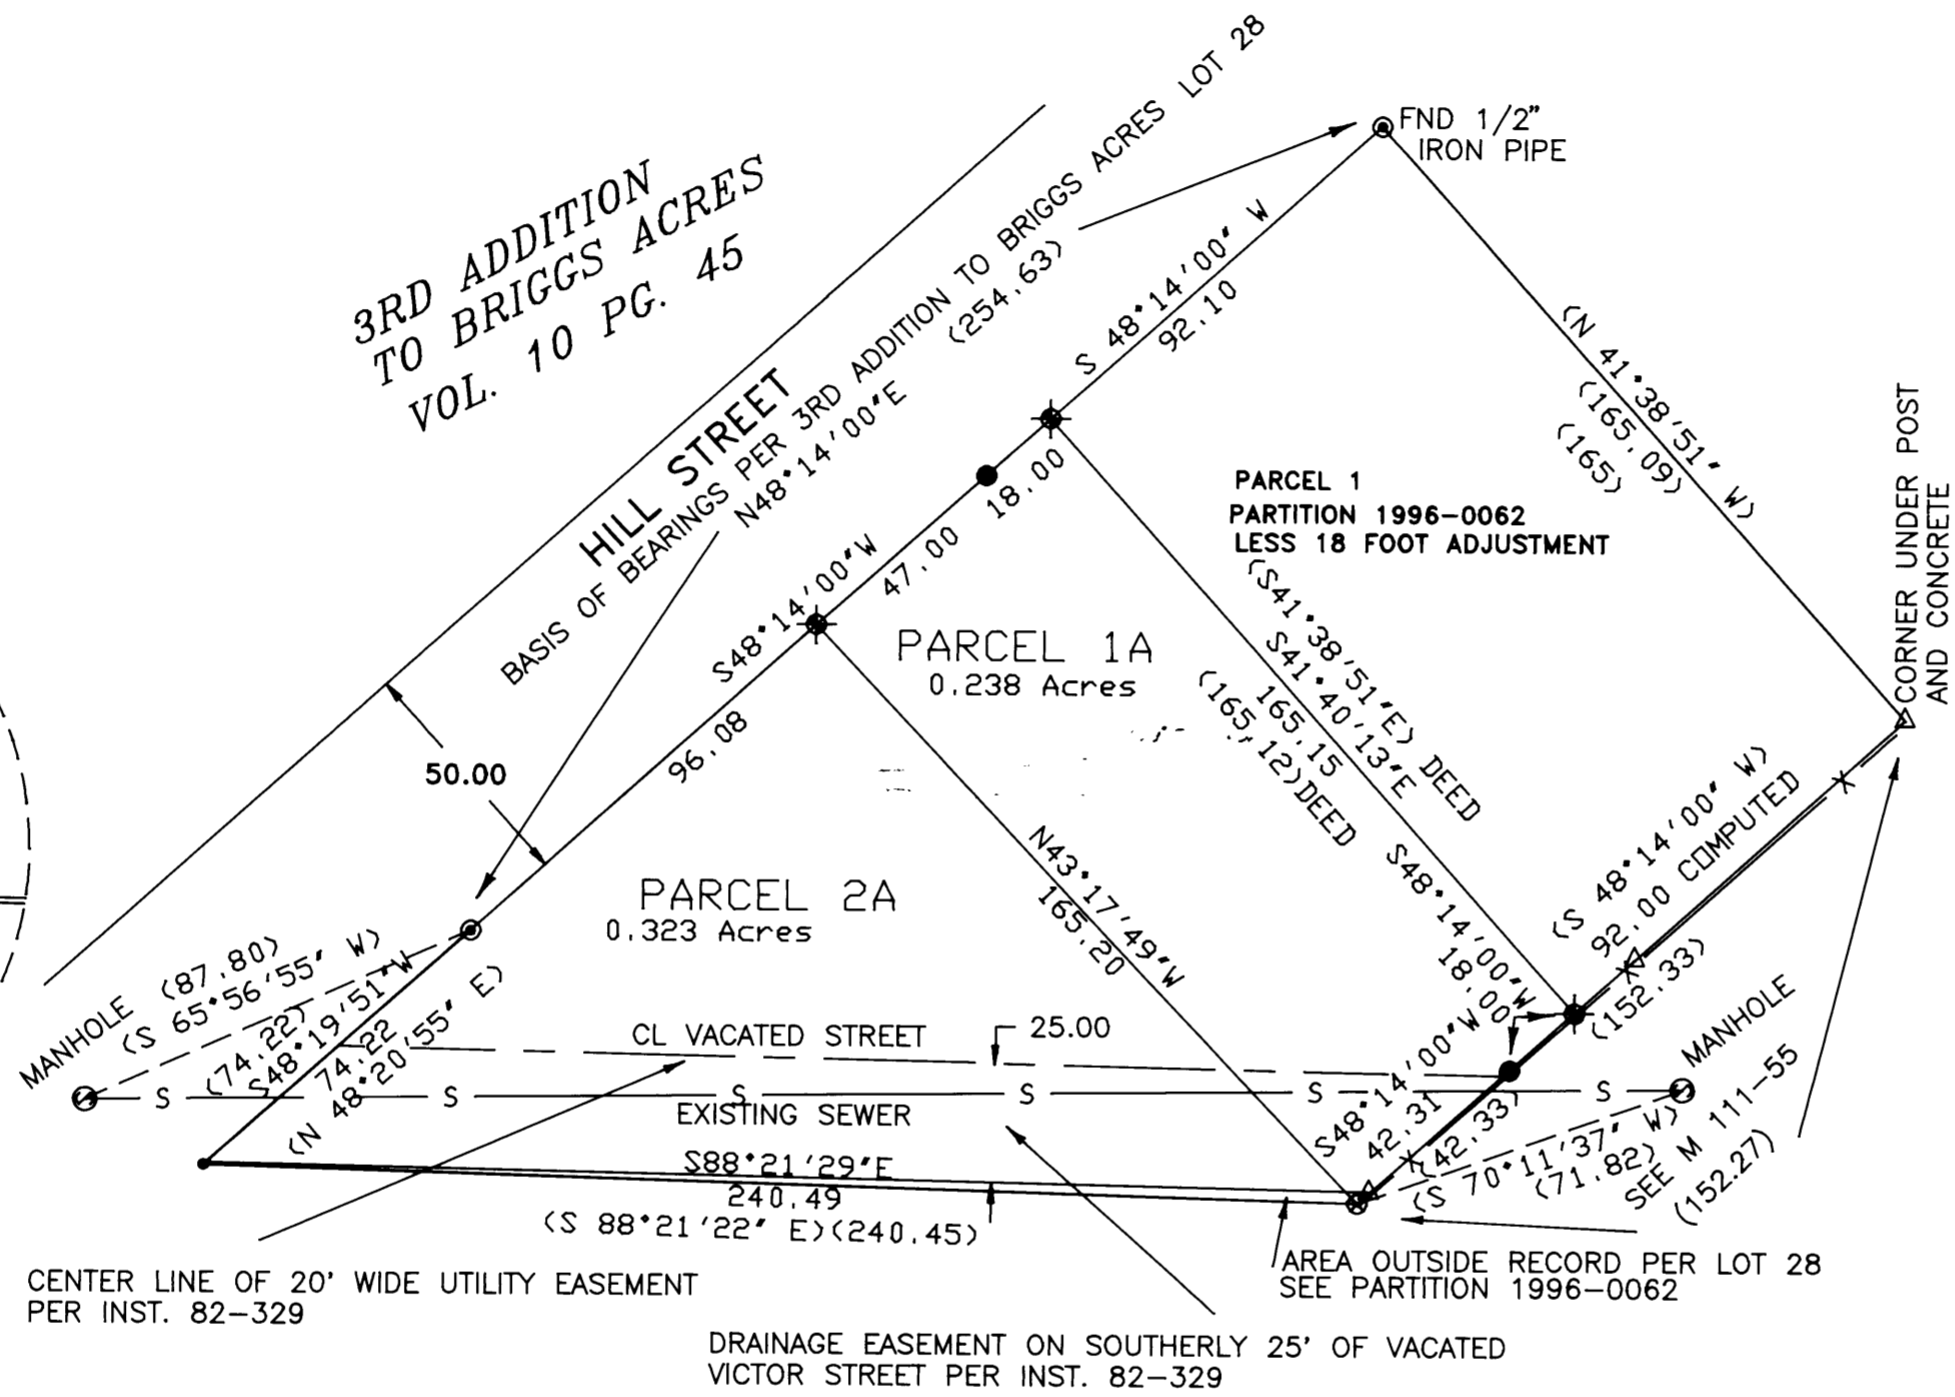 3RD ADDITION
TO BRIGGS ACRES
VOL. 10 PG. 45
HILL STREET
BASIS OF BEARINGS PER 3RD ADDITION TO BRIGGS ACRES LOT 28
N48°14'00"E
(254.63)
FND 1/2"
IRON PIPE
S 48°14'00" W
92.10
(N 41°38'51" W)
(165.09)
(165)
CORNER UNDER POST
AND CONCRETE
18.00
47.00
S48°14'00"W
96.08
50.00
PARCEL 1
PARTITION 1996-0062
LESS 18 FOOT ADJUSTMENT
PARCEL 1A
0.238 Acres
(S41°38'51"E) DEED
S41°40'13"E
165.15
(165.12)DEED
PARCEL 2A
0.323 Acres
N43°17'49"W
165.20
(S 48°14'00" W)
92.00 COMPUTED
S48°14'00"W
18.00
(152.33)
MANHOLE
MANHOLE (87.80)
(S 65°56'55" W)
(74.22)
S48°19'51"W
74.22
(N 48°20'55" E)
CL VACATED STREET
25.00
S S S S S S
EXISTING SEWER
S48°14'00"W
42.31
(42.33)
(S 70°11'37" W)
(71.82)
SEE M 111-55
(152.27)
S88°21'29"E
240.49
(S 88°21'22" E)(240.45)
CENTER LINE OF 20' WIDE UTILITY EASEMENT
PER INST. 82-329
AREA OUTSIDE RECORD PER LOT 28
SEE PARTITION 1996-0062
DRAINAGE EASEMENT ON SOUTHERLY 25' OF VACATED
VICTOR STREET PER INST. 82-329